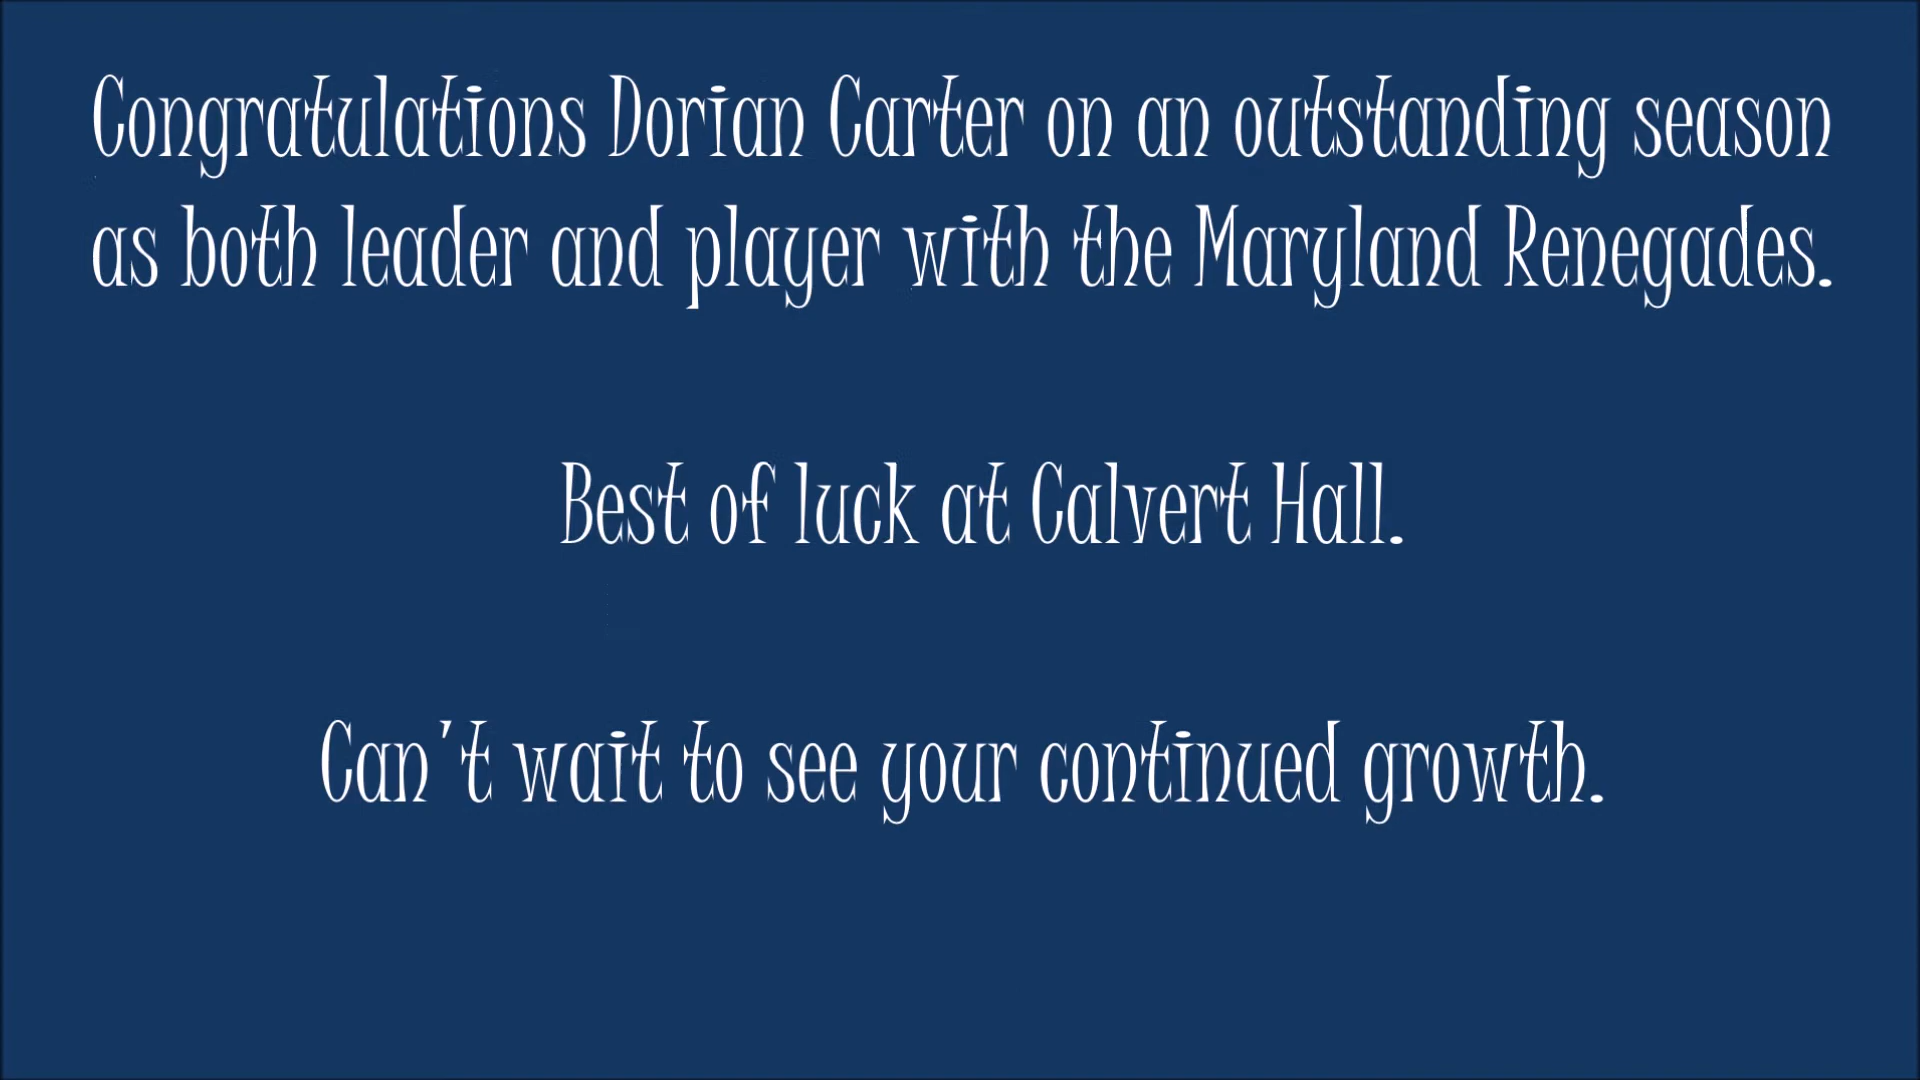 Congratulations Dorian Carter on an outstanding season
as both leader and player with the Maryland Renegades.
Best of luck at Calvert Hall.
Can't wait to see your continued growth.